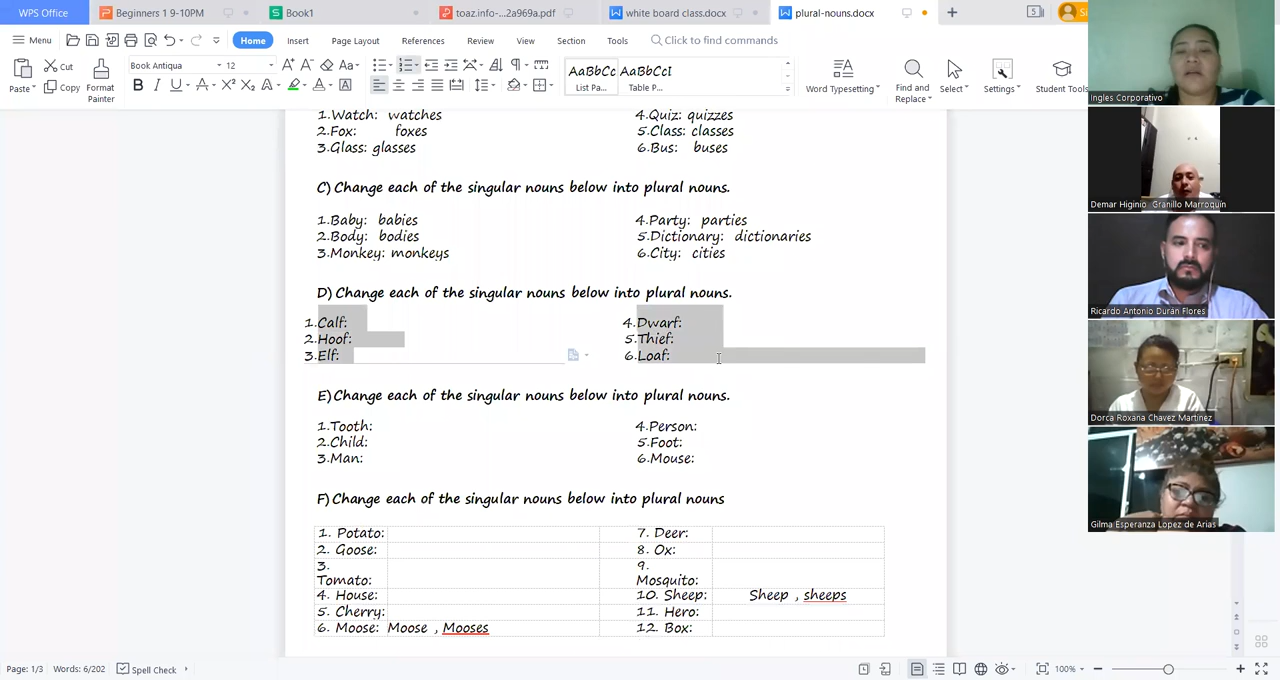 WPS Office
Beginners 1 9-10PM
Book1
toaz.info-...2a969a.pdf
white board class.docx
plural-nouns.docx
Menu
Home
Insert
Page Layout
References
Review
View
Section
Tools
Click to find commands
Paste
Cut
Copy
Format Painter
Book Antiqua
12
AaBbCc
AaBbCcI
List Pa...
Table P...
Word Typesetting
Find and Replace
Select
Settings
Student Tools
1.Watch: watches 4.Quiz: quizzes
2.Fox: foxes 5.Class: classes
3.Glass: glasses 6.Bus: buses
C) Change each of the singular nouns below into plural nouns.
1.Baby: babies 4.Party: parties
2.Body: bodies 5.Dictionary: dictionaries
3.Monkey: monkeys 6.City: cities
D) Change each of the singular nouns below into plural nouns.
1.Calf: 4.Dwarf:
2.Hoof: 5.Thief:
3.Elf: 6.Loaf:
E) Change each of the singular nouns below into plural nouns.
1.Tooth: 4.Person:
2.Child: 5.Foot:
3.Man: 6.Mouse:
F) Change each of the singular nouns below into plural nouns
1. Potato: 7. Deer:
2. Goose: 8. Ox:
3. 9.
Tomato: Mosquito:
4. House: 10. Sheep: Sheep , sheeps
5. Cherry: 11. Hero:
6. Moose: Moose , Mooses 12. Box:
Page: 1/3 Words: 6/202 Spell Check
100%
Ingles Corporativo
Demar Higinio Granillo Marroquin
Ricardo Antonio Durán Flores
Dorca Roxana Chavez Martinez
Gilma Esperanza Lopez de Arias